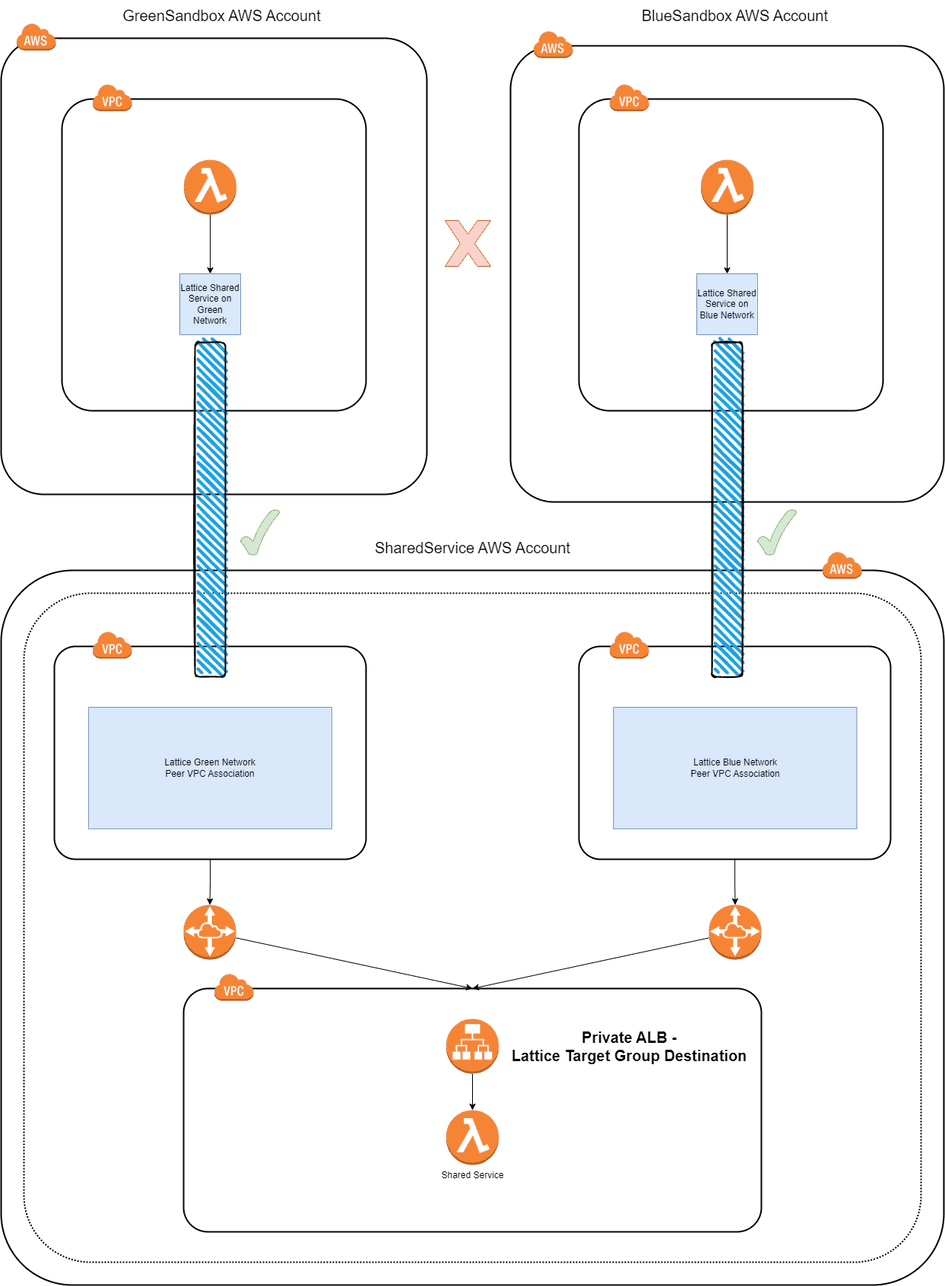 GreenSandbox AWS Account
BlueSandbox AWS Account
AWS
AWS
VPC
VPC
Lattice Shared
Service on
Green
Network
X
Lattice Shared
Service on
Blue Network
SharedService AWS Account
AWS
VPC
VPC
Lattice Green Network
Peer VPC Association
Lattice Blue Network
Peer VPC Association
VPC
Private ALB -
Lattice Target Group Destination
Shared Service